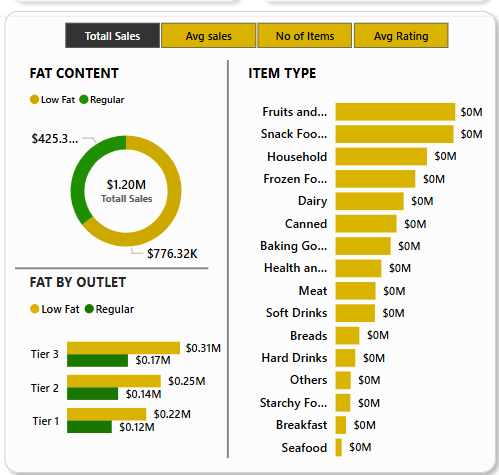 Totall Sales
Avg sales
No of Items
Avg Rating
FAT CONTENT
Low Fat Regular
$425.3...
$1.20M
Totall Sales
$776.32K
FAT BY OUTLET
Low Fat Regular
Tier 3 $0.31M
$0.17M
Tier 2 $0.25M
$0.14M
Tier 1 $0.22M
$0.12M
ITEM TYPE
Fruits and... $0M
Snack Foo... $0M
Household $0M
Frozen Fo... $0M
Dairy $0M
Canned $0M
Baking Go... $0M
Health an... $0M
Meat $0M
Soft Drinks $0M
Breads $0M
Hard Drinks $0M
Others $0M
Starchy Fo... $0M
Breakfast $0M
Seafood $0M